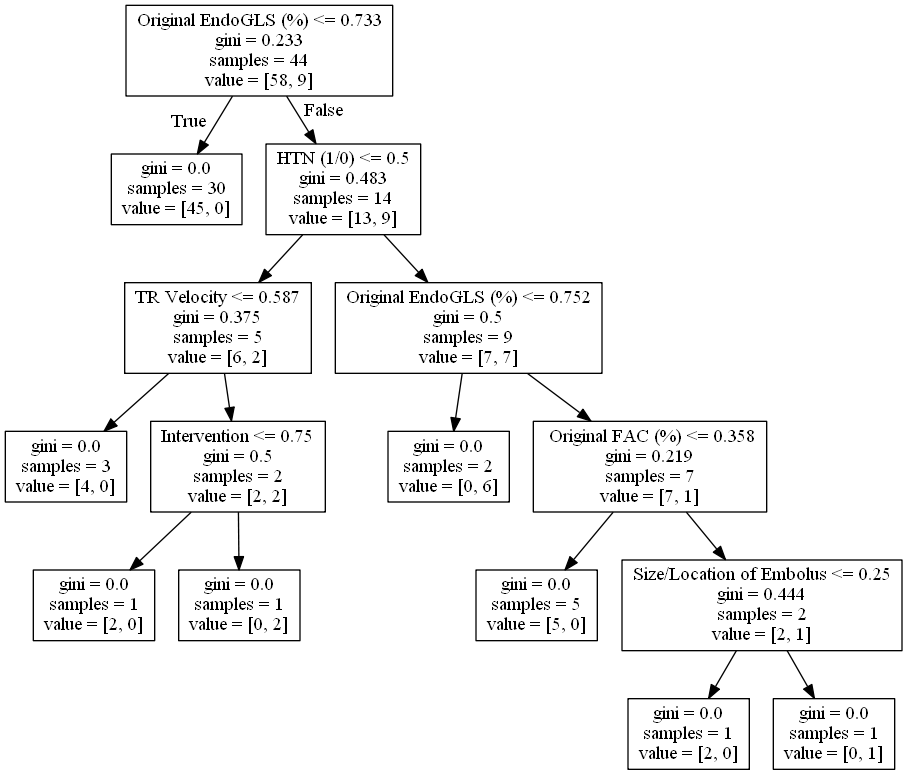 Original EndoGLS (%) <= 0.733
gini = 0.233
samples = 44
value = [58, 9]
True
False
gini = 0.0
samples = 30
value = [45, 0]
HTN (1/0) <= 0.5
gini = 0.483
samples = 14
value = [13, 9]
TR Velocity <= 0.587
gini = 0.375
samples = 5
value = [6, 2]
Original EndoGLS (%) <= 0.752
gini = 0.5
samples = 9
value = [7, 7]
gini = 0.0
samples = 3
value = [4, 0]
Intervention <= 0.75
gini = 0.5
samples = 2
value = [2, 2]
gini = 0.0
samples = 2
value = [0, 6]
Original FAC (%) <= 0.358
gini = 0.219
samples = 7
value = [7, 1]
gini = 0.0
samples = 1
value = [2, 0]
gini = 0.0
samples = 1
value = [0, 2]
gini = 0.0
samples = 5
value = [5, 0]
Size/Location of Embolus <= 0.25
gini = 0.444
samples = 2
value = [2, 1]
gini = 0.0
samples = 1
value = [2, 0]
gini = 0.0
samples = 1
value = [0, 1]